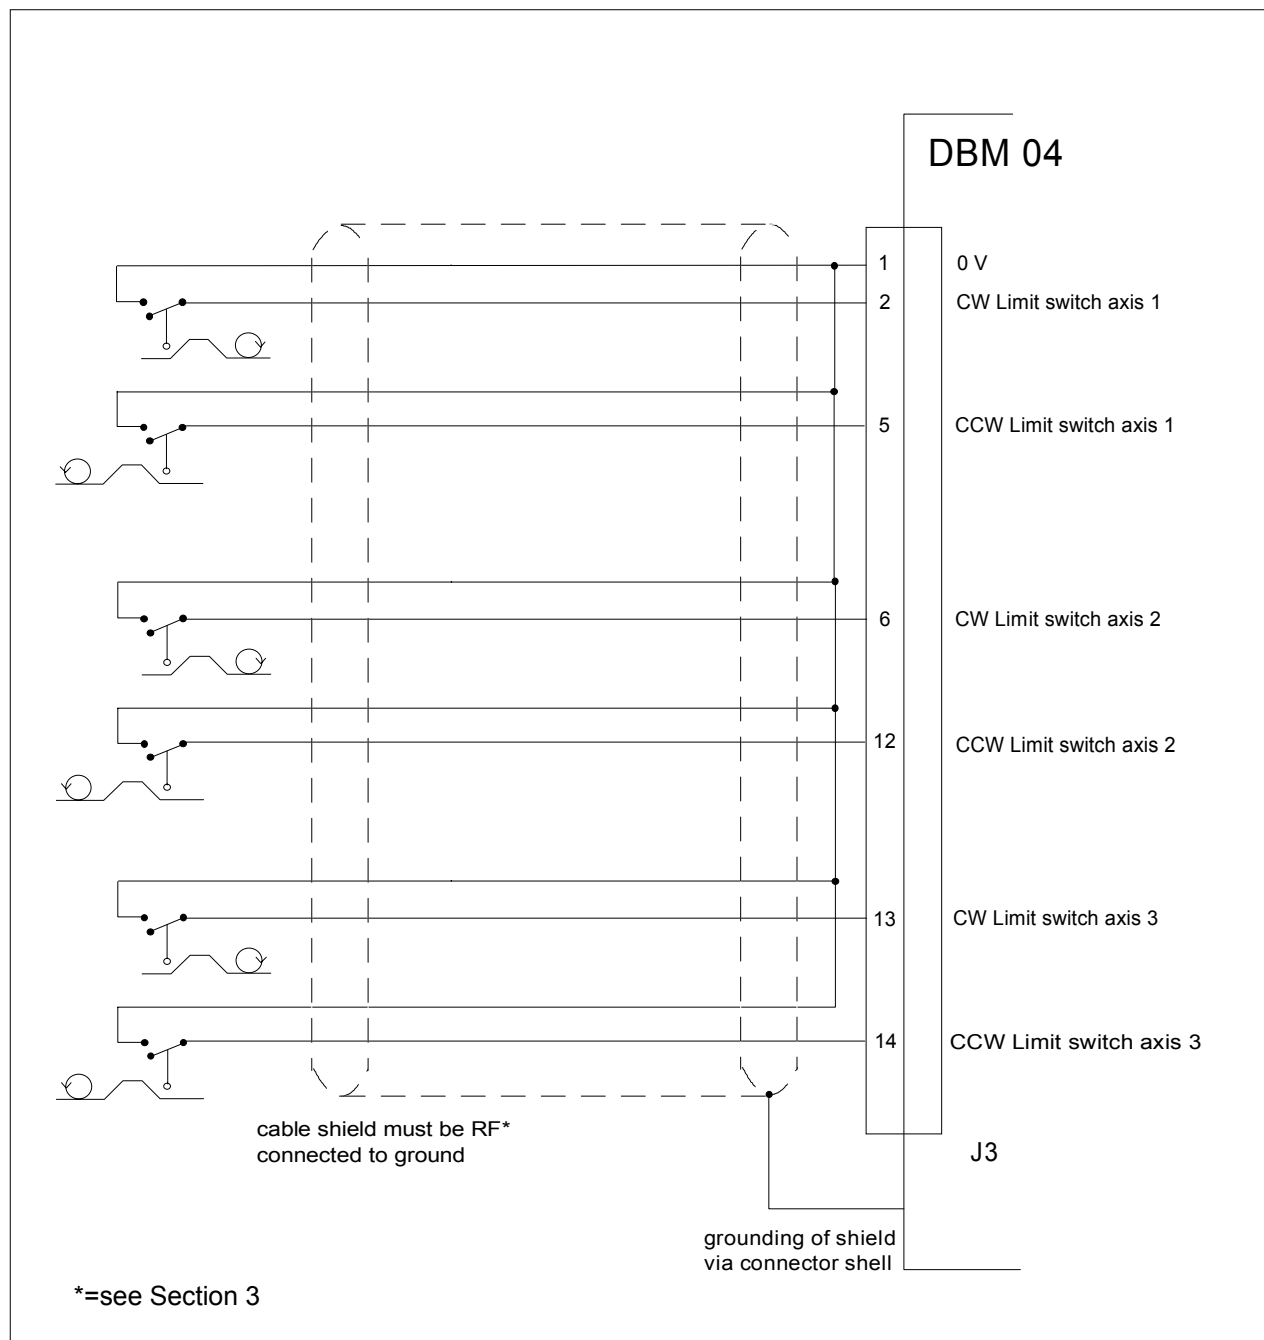 DBM 04
1 0 V
2 CW Limit switch axis 1
5 CCW Limit switch axis 1
6 CW Limit switch axis 2
12 CCW Limit switch axis 2
13 CW Limit switch axis 3
14 CCW Limit switch axis 3
cable shield must be RF*
connected to ground
J3
grounding of shield
via connector shell
*=see Section 3